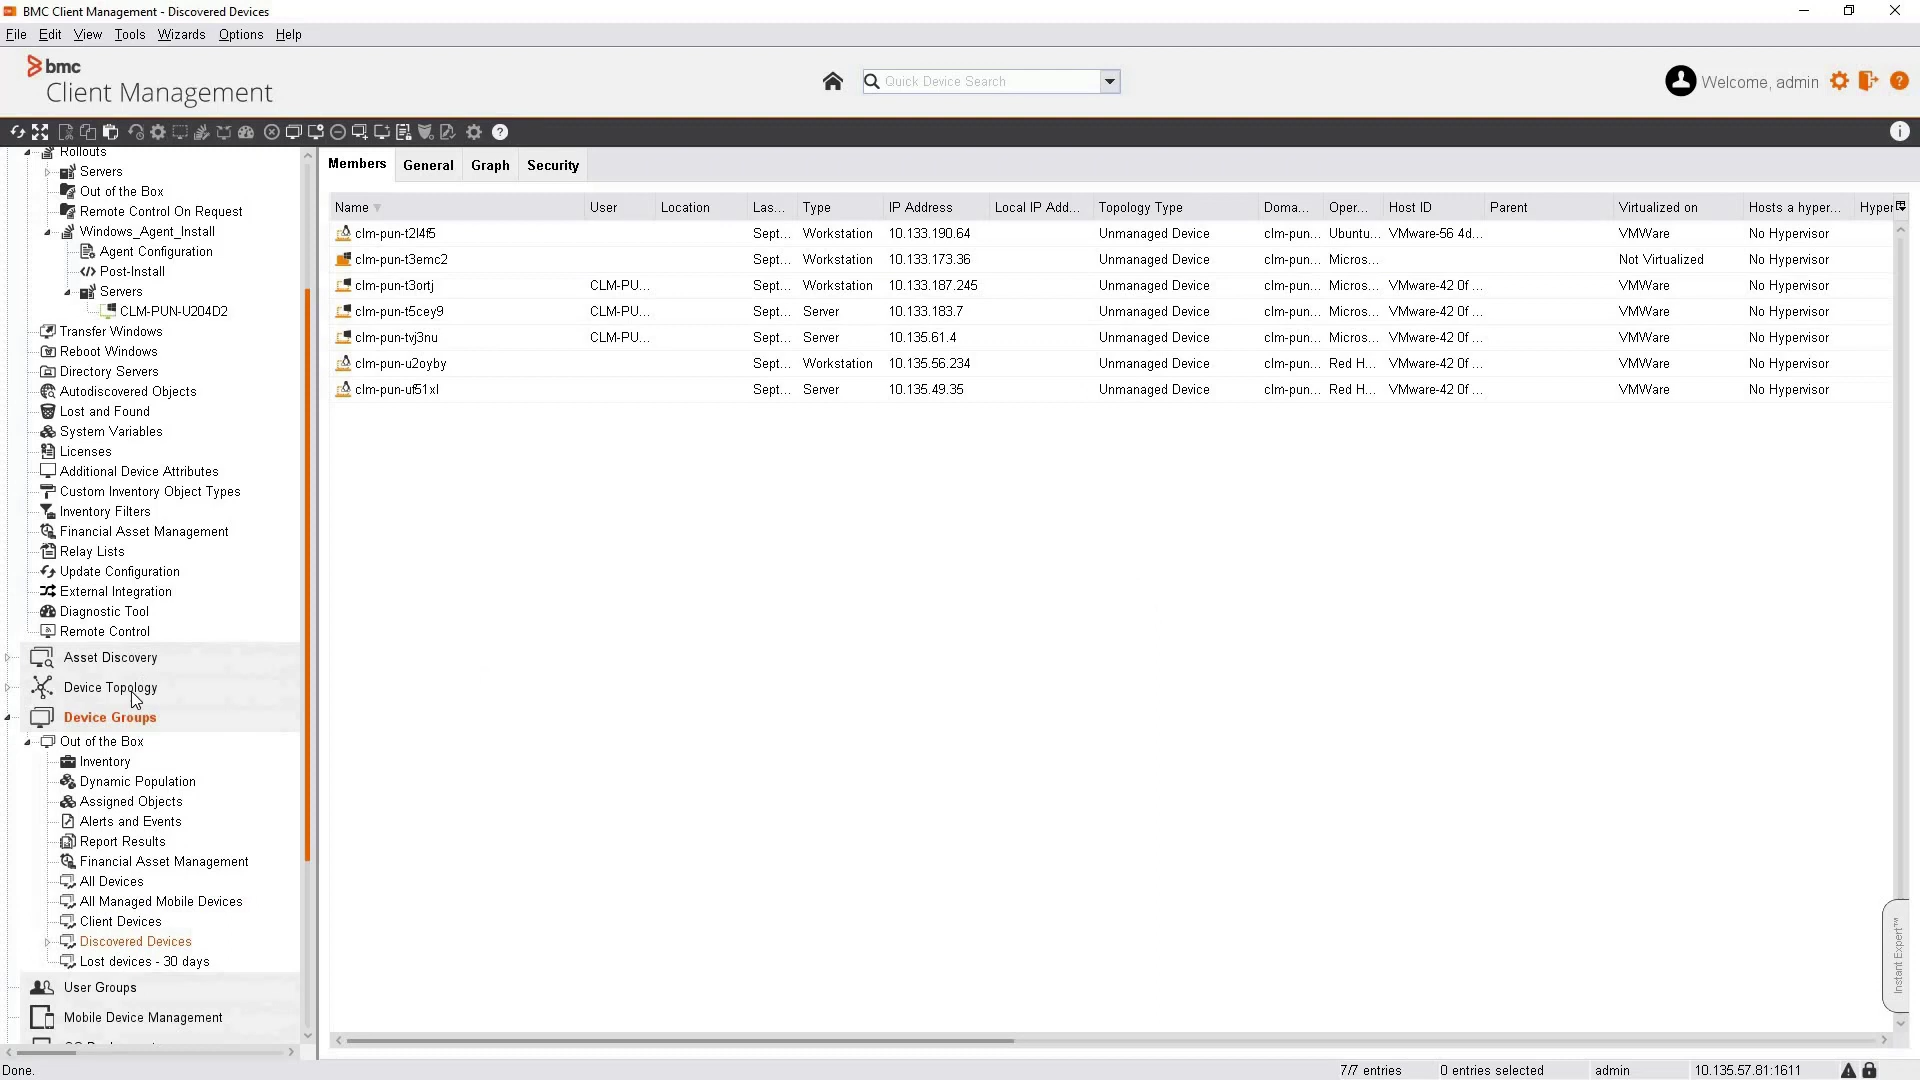 BMC Client Management - Discovered Devices
File Edit View Tools Wizards Options Help
bmc
Client Management
Quick Device Search
Welcome, admin
Rollouts
Servers
Out of the Box
Remote Control On Request
Windows_Agent_Install
Agent Configuration
Post-Install
Servers
CLM-PUN-U204D2
Transfer Windows
Reboot Windows
Directory Servers
Autodiscovered Objects
Lost and Found
System Variables
Licenses
Additional Device Attributes
Custom Inventory Object Types
Inventory Filters
Financial Asset Management
Relay Lists
Update Configuration
External Integration
Diagnostic Tool
Remote Control
Asset Discovery
Device Topology
Device Groups
Out of the Box
Inventory
Dynamic Population
Assigned Objects
Alerts and Events
Report Results
Financial Asset Management
All Devices
All Managed Mobile Devices
Client Devices
Discovered Devices
Lost devices - 30 days
User Groups
Mobile Device Management
Members General Graph Security
Name User Location Las... Type IP Address Local IP Add... Topology Type Doma... Oper... Host ID Parent Virtualized on Hosts a hyper... Hyper
clm-pun-t2l4f5 Sept... Workstation 10.133.190.64 Unmanaged Device clm-pun... Ubuntu... VMware-56 4d... VMWare No Hypervisor
clm-pun-t3emc2 Sept... Workstation 10.133.173.36 Unmanaged Device clm-pun... Micros... Not Virtualized No Hypervisor
clm-pun-t3ortj CLM-PU... Sept... Workstation 10.133.187.245 Unmanaged Device clm-pun... Micros... VMware-42 0f ... VMWare No Hypervisor
clm-pun-t5cey9 CLM-PU... Sept... Server 10.133.183.7 Unmanaged Device clm-pun... Micros... VMware-42 0f ... VMWare No Hypervisor
clm-pun-tvj3nu CLM-PU... Sept... Server 10.135.61.4 Unmanaged Device clm-pun... Micros... VMware-42 0f ... VMWare No Hypervisor
clm-pun-u2oyby Sept... Workstation 10.135.56.234 Unmanaged Device clm-pun... Red H... VMware-42 0f ... VMWare No Hypervisor
clm-pun-uf51xl Sept... Server 10.135.49.35 Unmanaged Device clm-pun... Red H... VMware-42 0f ... VMWare No Hypervisor
Instant Expert™
Done. 7/7 entries 0 entries selected admin 10.135.57.81:1611